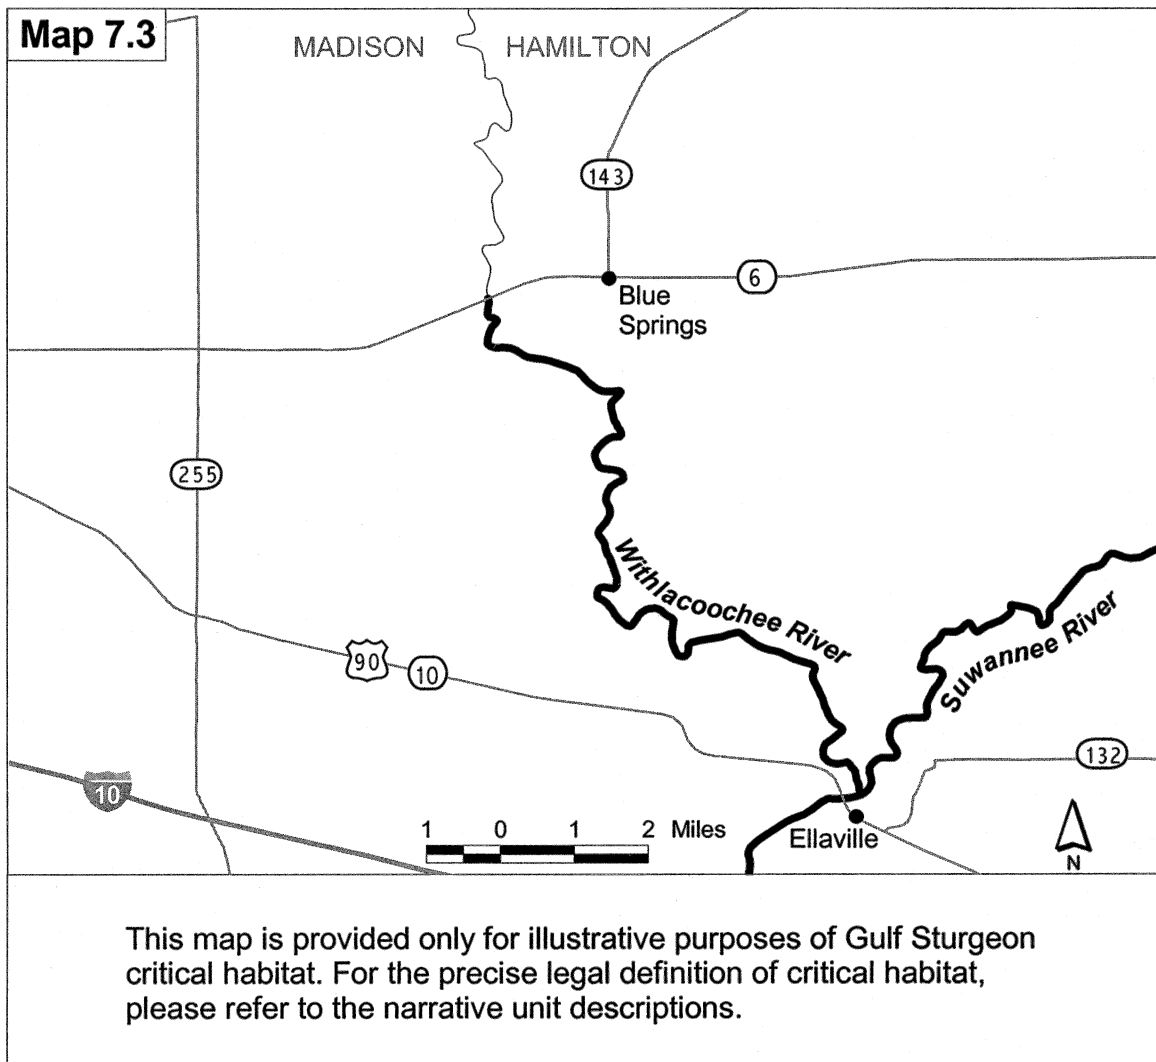 Map 7.3
MADISON
HAMILTON
143
6
Blue
Springs
255
Withlacoochee River
Suwannee River
90
10
132
10
1 0 1 2 Miles
Ellaville
N
This map is provided only for illustrative purposes of Gulf Sturgeon
critical habitat. For the precise legal definition of critical habitat,
please refer to the narrative unit descriptions.